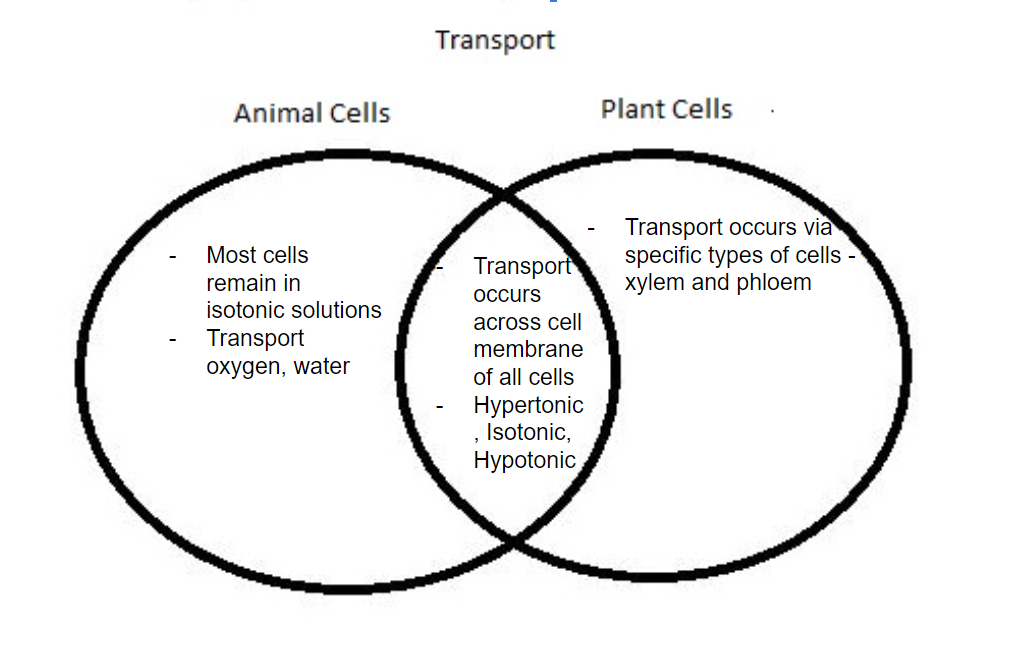 Transport
Animal Cells
Plant Cells
- Most cells
remain in
isotonic solutions
- Transport
oxygen, water
- Transport
occurs
across cell
membrane
of all cells
- Hypertonic
, Isotonic,
Hypotonic
- Transport occurs via
specific types of cells -
xylem and phloem